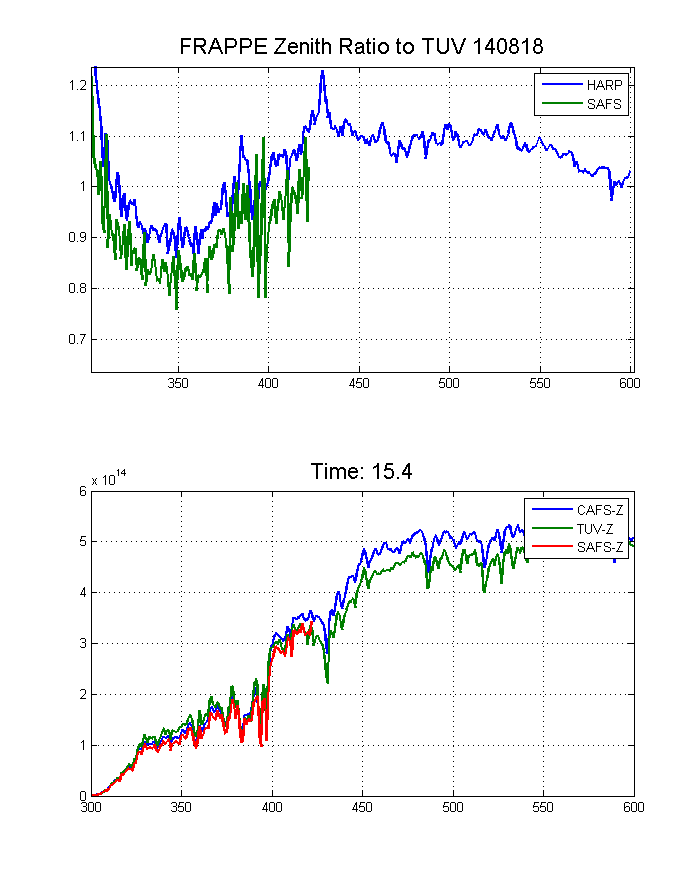 FRAPPE Zenith Ratio to TUV 140818
1.2
1.1
1
0.9
0.8
0.7
HARP
SAFS
350 400 450 500 550 600
Time: 15.4
x 10^14
6
5
4
3
2
1
0
CAFS-Z
TUV-Z
SAFS-Z
300 350 400 450 500 550 600